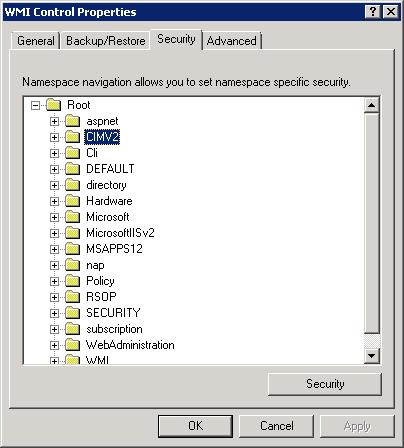 WMI Control Properties
General Backup/Restore Security Advanced
Namespace navigation allows you to set namespace specific security.
Root
aspnet
CIMV2
Cli
DEFAULT
directory
Hardware
Microsoft
MicrosoftIISv2
MSAPPS12
nap
Policy
RSOP
SECURITY
subscription
WebAdministration
WMI
Security
OK Cancel Apply